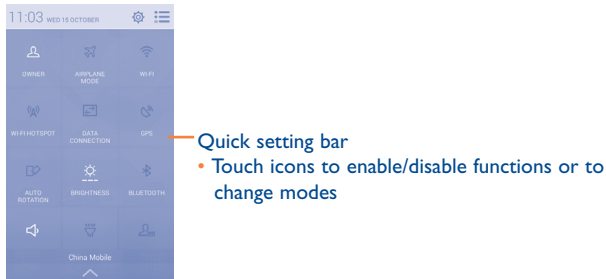 11:03 WED 15 OCTOBER
OWNER
AIRPLANE
MODE
WI-FI
WI-FI HOTSPOT
DATA
CONNECTION
GPS
AUTO
ROTATION
BRIGHTNESS
BLUETOOTH
China Mobile
Quick setting bar
• Touch icons to enable/disable functions or to
change modes